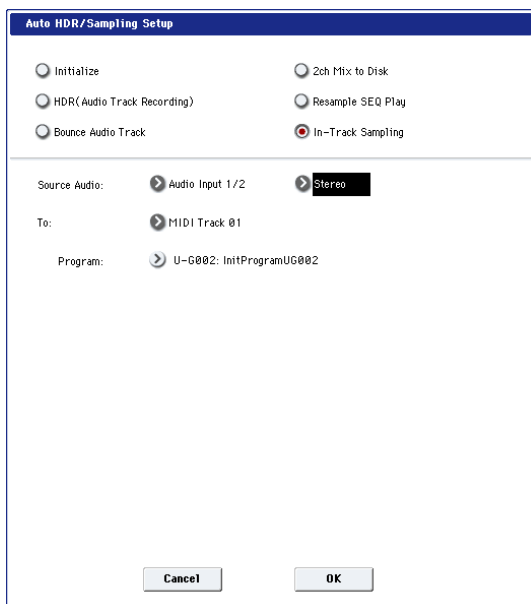 Auto HDR/Sampling Setup
Initialize
2ch Mix to Disk
HDR(Audio Track Recording)
Resample SEQ Play
Bounce Audio Track
In-Track Sampling
Source Audio: Audio Input 1/2 Stereo
To: MIDI Track 01
Program: U-G002: InitProgramUG002
Cancel OK